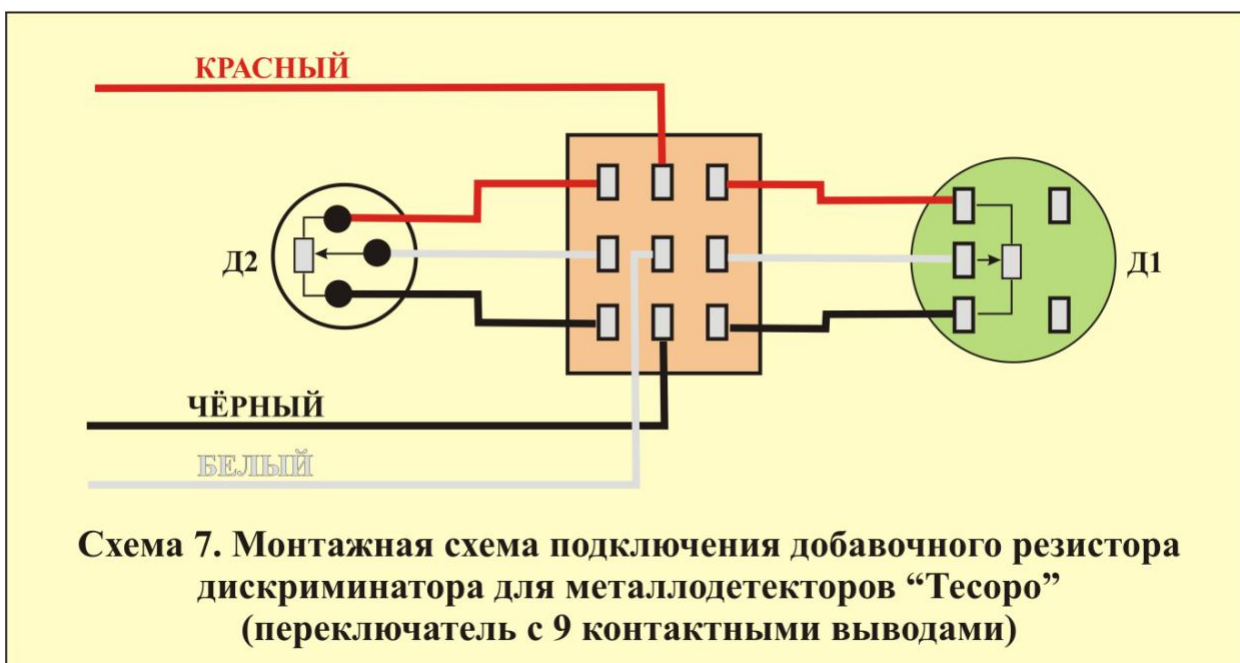 КРАСНЫЙ
Д2
Д1
ЧЁРНЫЙ
БЕЛЫЙ
Схема 7. Монтажная схема подключения добавочного резистора
дискриминатора для металлодетекторов “Тесоро”
(переключатель с 9 контактными выводами)